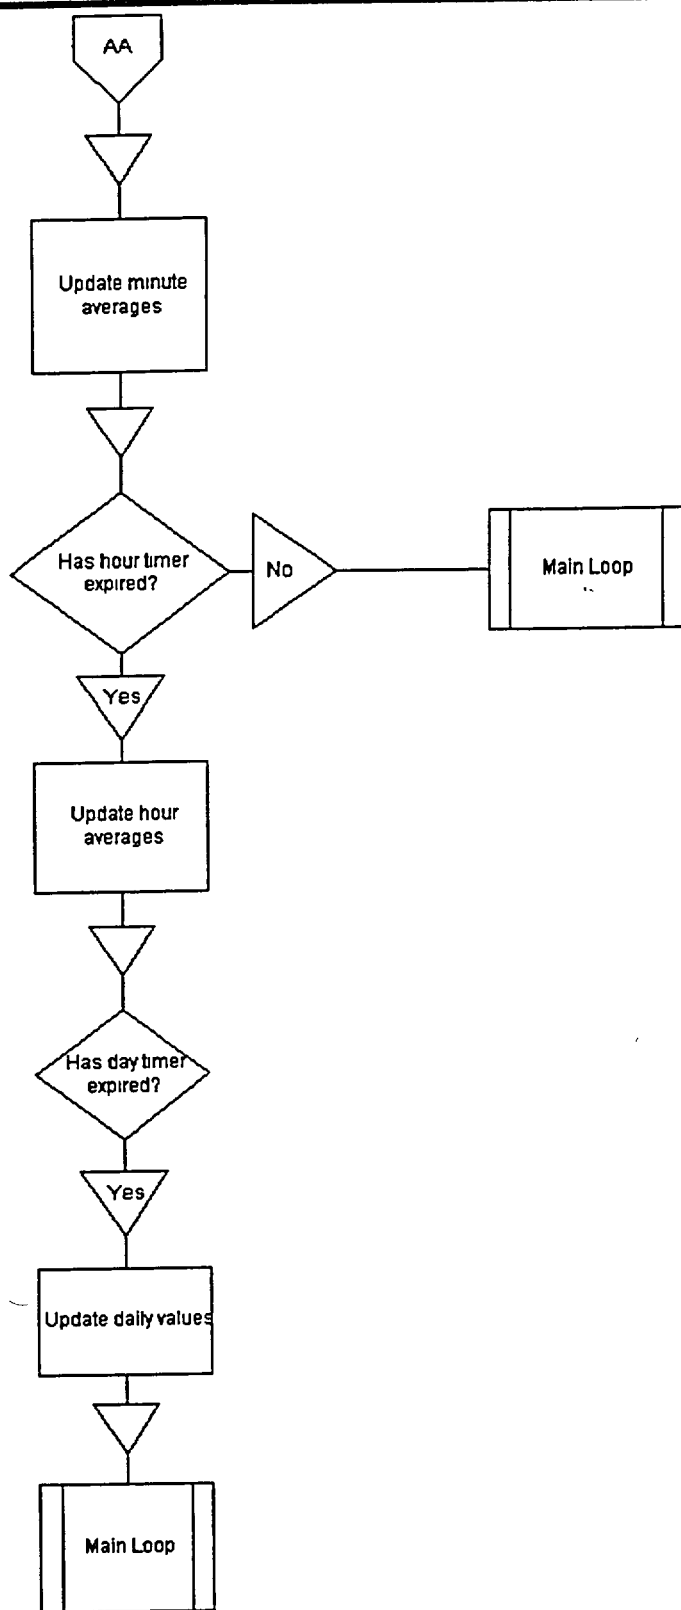 AA
Update minute
averages
Has hour timer
expired?
No
Main Loop
Yes
Update hour
averages
Has day timer
expired?
Yes
Update daily values
Main Loop